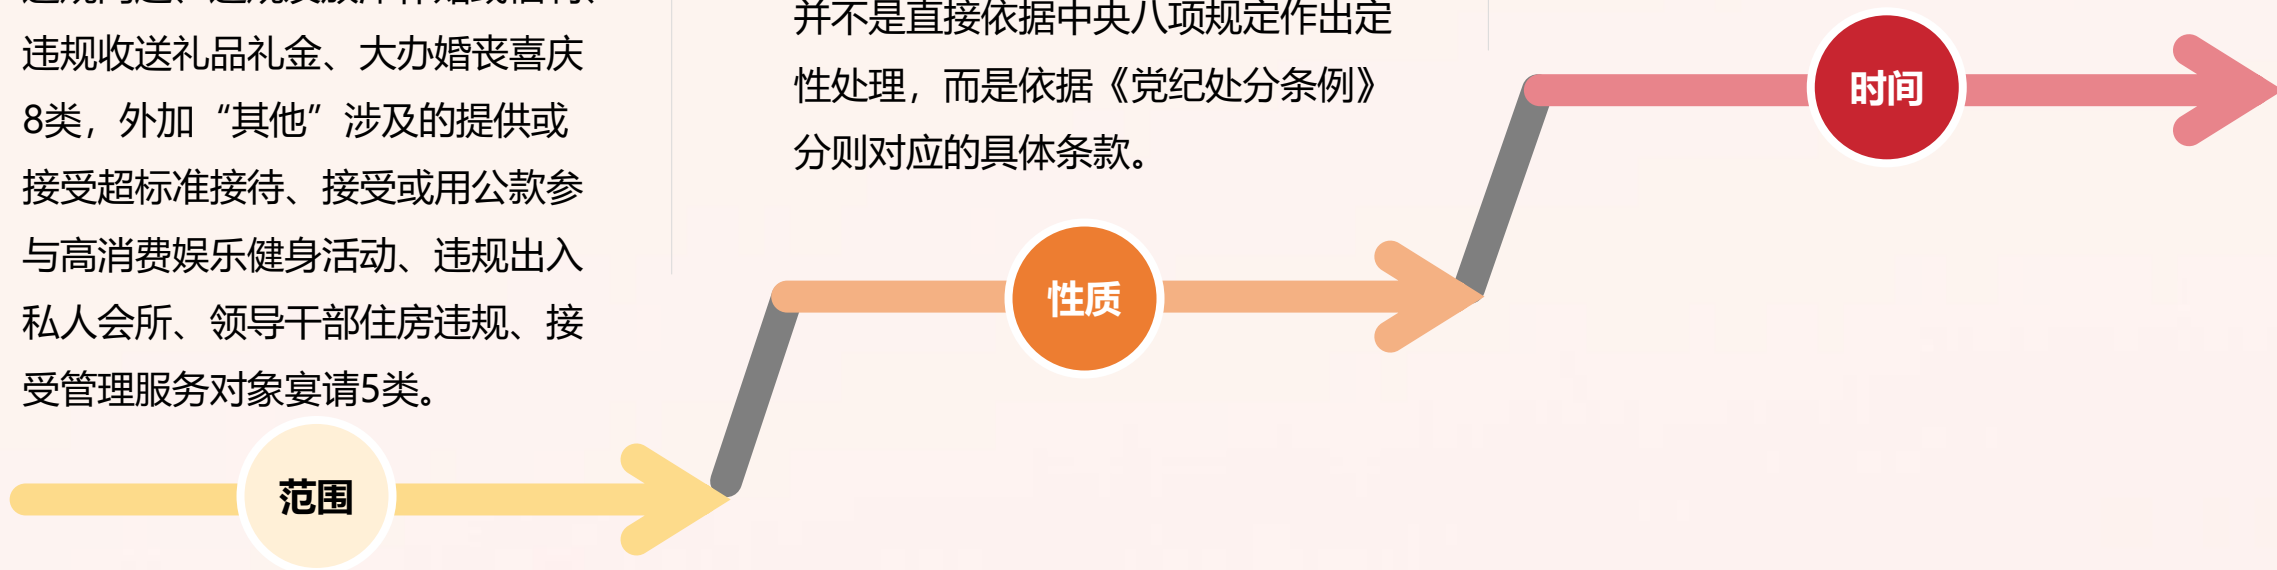 违规收送礼品礼金、大办婚丧喜庆
8类，外加“其他”涉及的提供或
接受超标准接待、接受或用公款参
与高消费娱乐健身活动、违规出入
私人会所、领导干部住房违规、接
受管理服务对象宴请5类。
范围
并不是直接依据中央八项规定作出定
性处理，而是依据《党纪处分条例》
分则对应的具体条款。
性质
时间